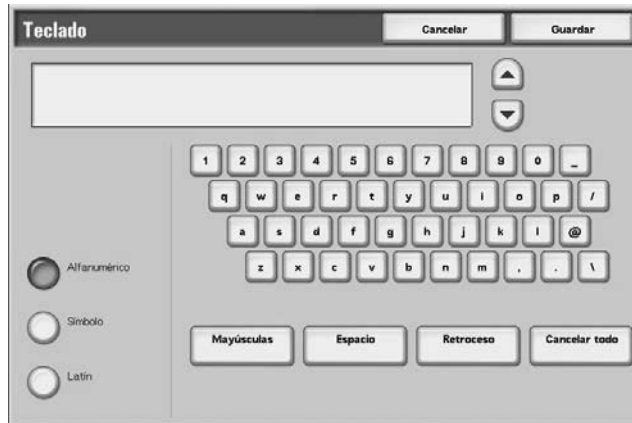 Teclado Cancelar Guardar
1 2 3 4 5 6 7 8 9 0 _
q w e r t y u i o p /
a s d f g h j k l @
z x c v b n m , . \
Alfanumérico
Símbolo
Latín
Mayúsculas Espacio Retroceso Cancelar todo